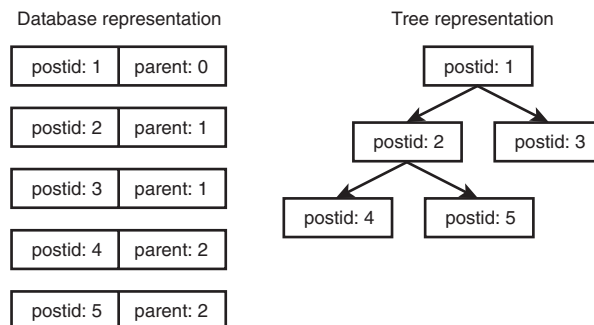 Database representation
postid: 1 parent: 0
postid: 2 parent: 1
postid: 3 parent: 1
postid: 4 parent: 2
postid: 5 parent: 2
Tree representation
postid: 1
postid: 2 postid: 3
postid: 4 postid: 5